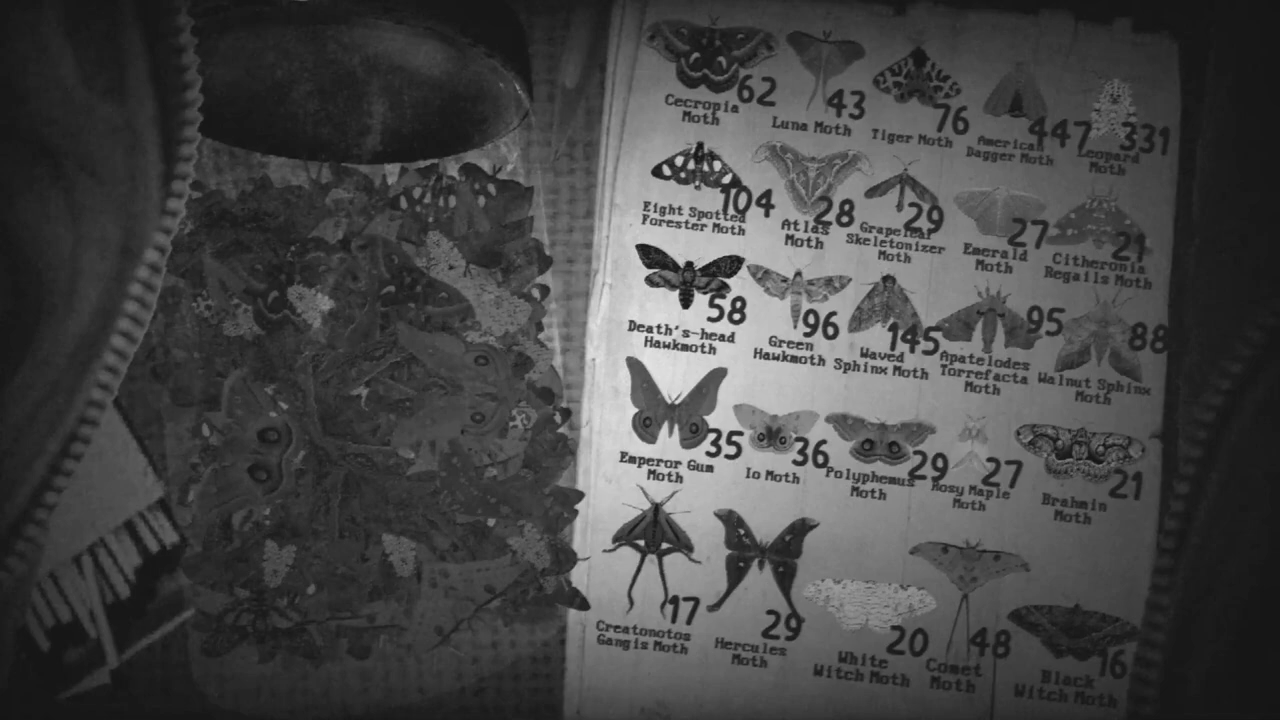 62
Cecropia
Moth
43
Luna Moth
76
Tiger Moth
447
American
Dagger Moth
331
Leopard
Moth
104
Eight Spotted
Forester Moth
28
Atlas
Moth
29
Grapeleaf
Skeletonizer
Moth
27
Emerald
Moth
21
Citheronia
Regails Moth
58
Death's-head
Hawkmoth
96
Green
Hawkmoth
145
Waved
Sphinx Moth
95
Apatelodes
Torrefacta
Moth
88
Walnut Sphinx
Moth
35
Emperor Gum
Moth
36
Io Moth
29
Polyphemus
Moth
27
Rosy Maple
Moth
21
Brahmin
Moth
17
Creatonotos
Gangis Moth
29
Hercules
Moth
20
White
Witch Moth
48
Comet
Moth
16
Black
Witch Moth